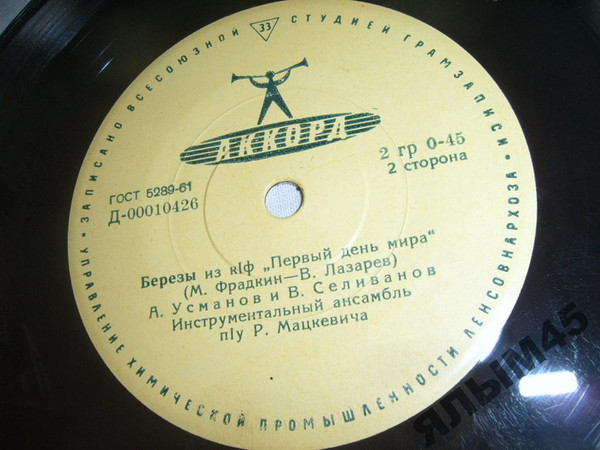 • ЗАПИСАНО ВСЕСОЮЗНОЙ СТУДИЕЙ ГРАМЗАПИСИ •
33
АККОРД
ГОСТ 5289-61
Д-00010426
2 гр 0-45
2 сторона
Березы из к|ф „Первый день мира“
(М. Фрадкин—В. Лазарев)
А. Усманов и В. Селиванов
Инструментальный ансамбль
п|у Р. Мацкевича
УПРАВЛЕНИЕ ХИМИЧЕСКОЙ ПРОМЫШЛЕННОСТИ ЛЕНСОВНАРХОЗА
ЯЛЫМ45